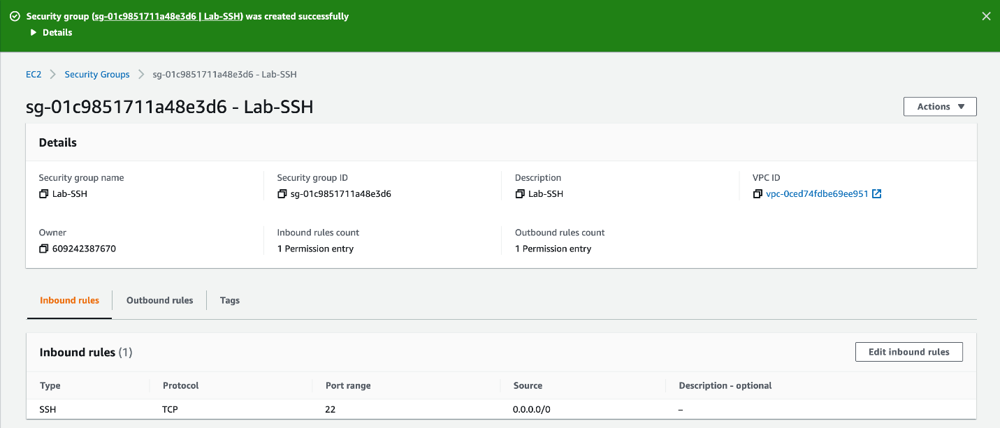 Security group (sg-01c9851711a48e3d6 | Lab-SSH) was created successfully
Details
EC2 Security Groups sg-01c9851711a48e3d6 - Lab-SSH
sg-01c9851711a48e3d6 - Lab-SSH
Actions
Details
Security group name Security group ID Description VPC ID
Lab-SSH sg-01c9851711a48e3d6 Lab-SSH vpc-0ced74fdbe69ee951
Owner Inbound rules count Outbound rules count
609242387670 1 Permission entry 1 Permission entry
Inbound rules Outbound rules Tags
Inbound rules (1) Edit inbound rules
Type Protocol Port range Source Description - optional
SSH TCP 22 0.0.0.0/0 –